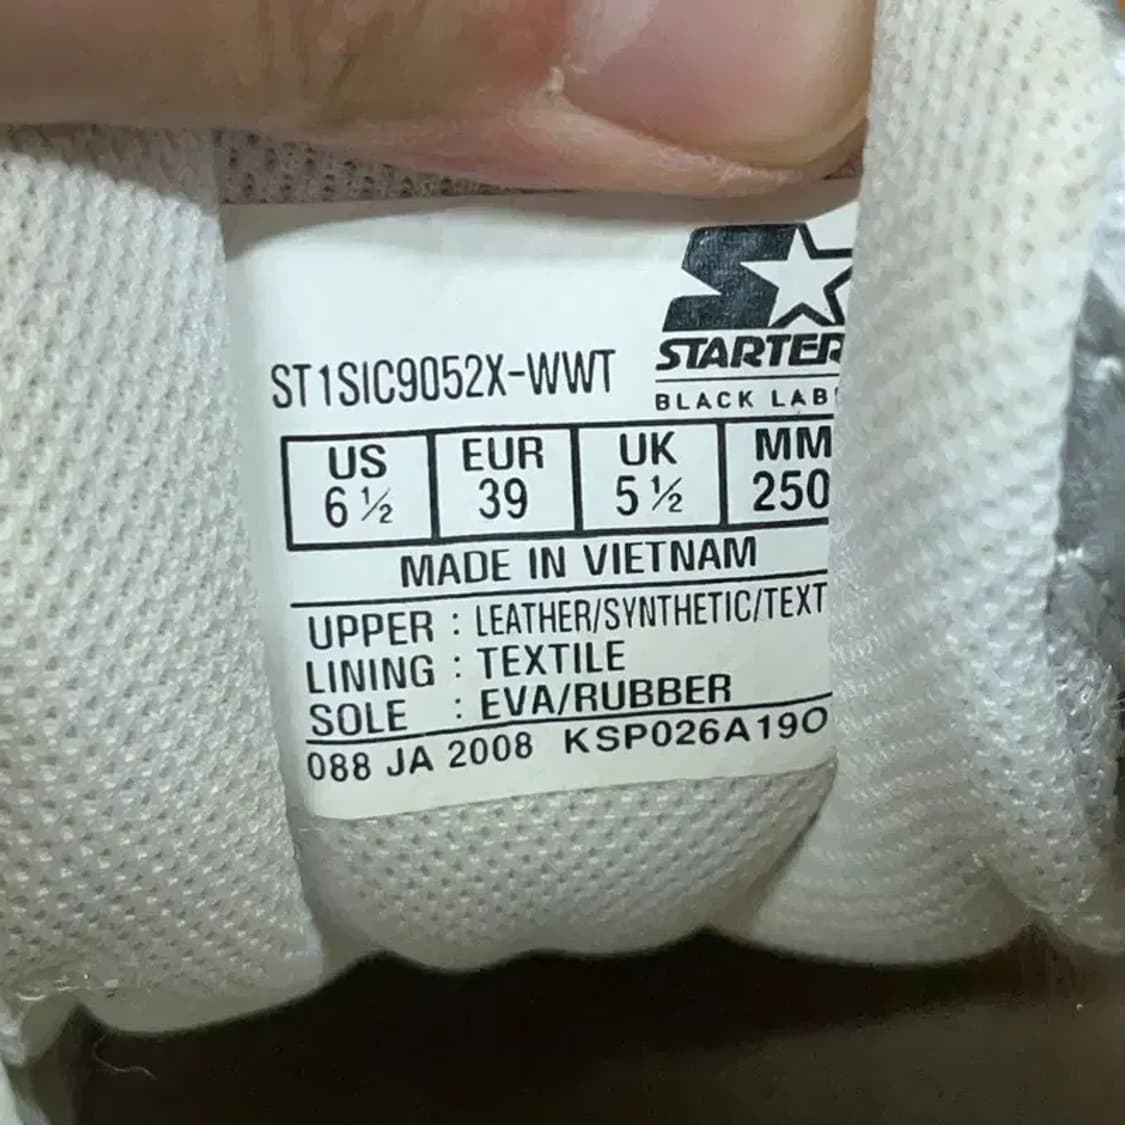 STARTER
BLACK LAB
ST1SIC9052X-WWT
US EUR UK MM
6 ½ 39 5 ½ 250
MADE IN VIETNAM
UPPER : LEATHER/SYNTHETIC/TEXT
LINING : TEXTILE
SOLE : EVA/RUBBER
088 JA 2008 KSP026A190